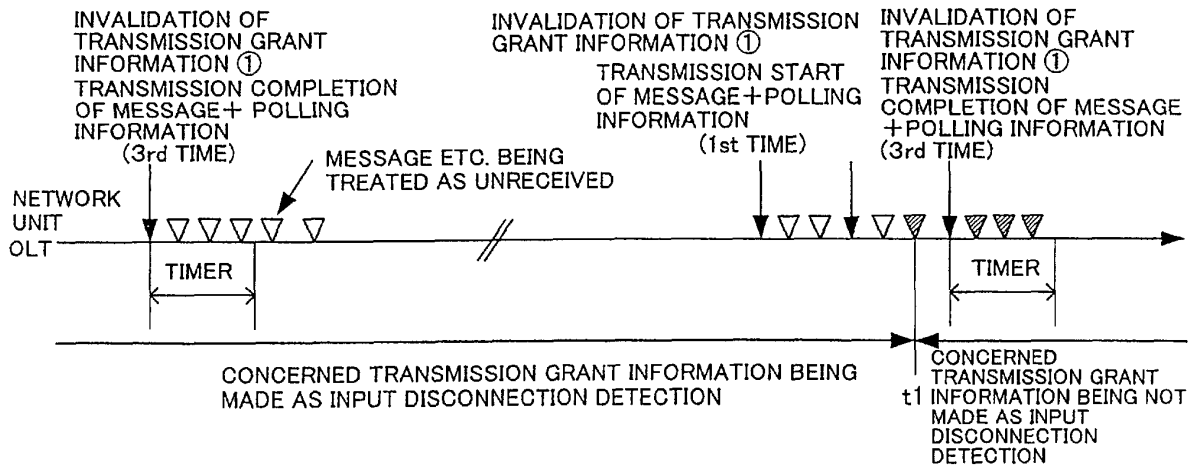 INVALIDATION OF
TRANSMISSION GRANT
INFORMATION ①
TRANSMISSION COMPLETION
OF MESSAGE+ POLLING
INFORMATION
(3rd TIME)
MESSAGE ETC. BEING
TREATED AS UNRECEIVED
INVALIDATION OF TRANSMISSION
GRANT INFORMATION ①
TRANSMISSION START
OF MESSAGE+POLLING
INFORMATION
(1st TIME)
INVALIDATION OF
TRANSMISSION GRANT
INFORMATION ①
TRANSMISSION
COMPLETION OF MESSAGE
+POLLING INFORMATION
(3rd TIME)
NETWORK
UNIT
OLT
TIMER
TIMER
CONCERNED TRANSMISSION GRANT INFORMATION BEING
MADE AS INPUT DISCONNECTION DETECTION
t1
CONCERNED
TRANSMISSION GRANT
INFORMATION BEING NOT
MADE AS INPUT
DISCONNECTION
DETECTION